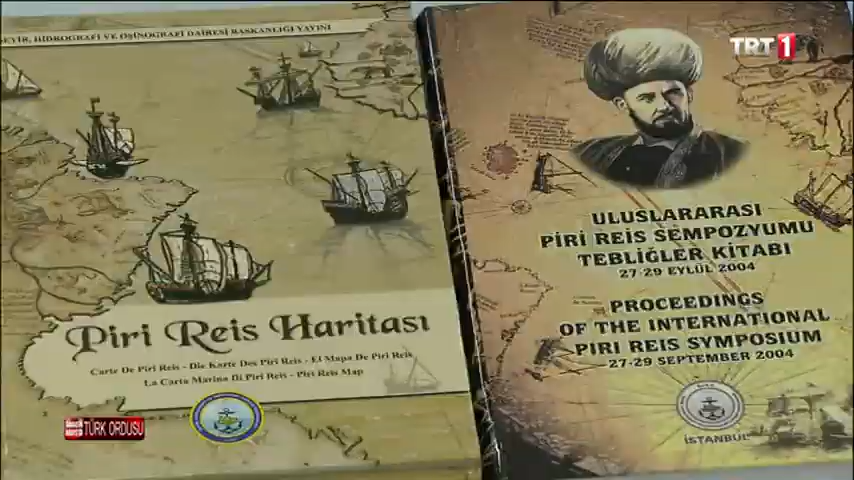 SEYİR, HİDROGRAFİ VE OŞİNOGRAFİ DAİRESİ BAŞKANLIĞI YAYINI
Piri Reis Haritası
Carte De Piri Reis - Die Karte Des Piri Reis - El Mapa De Piri Reis
La Carta Marina Di Piri Reis - Piri Reis Map
TÜRK ORDUSU
TRT 1
ULUSLARARASI
PİRİ REİS SEMPOZYUMU
TEBLİĞLER KİTABI
27-29 EYLÜL 2004
PROCEEDINGS
OF THE INTERNATIONAL
PIRI REIS SYMPOSIUM
27-29 SEPTEMBER 2004
İSTANBUL